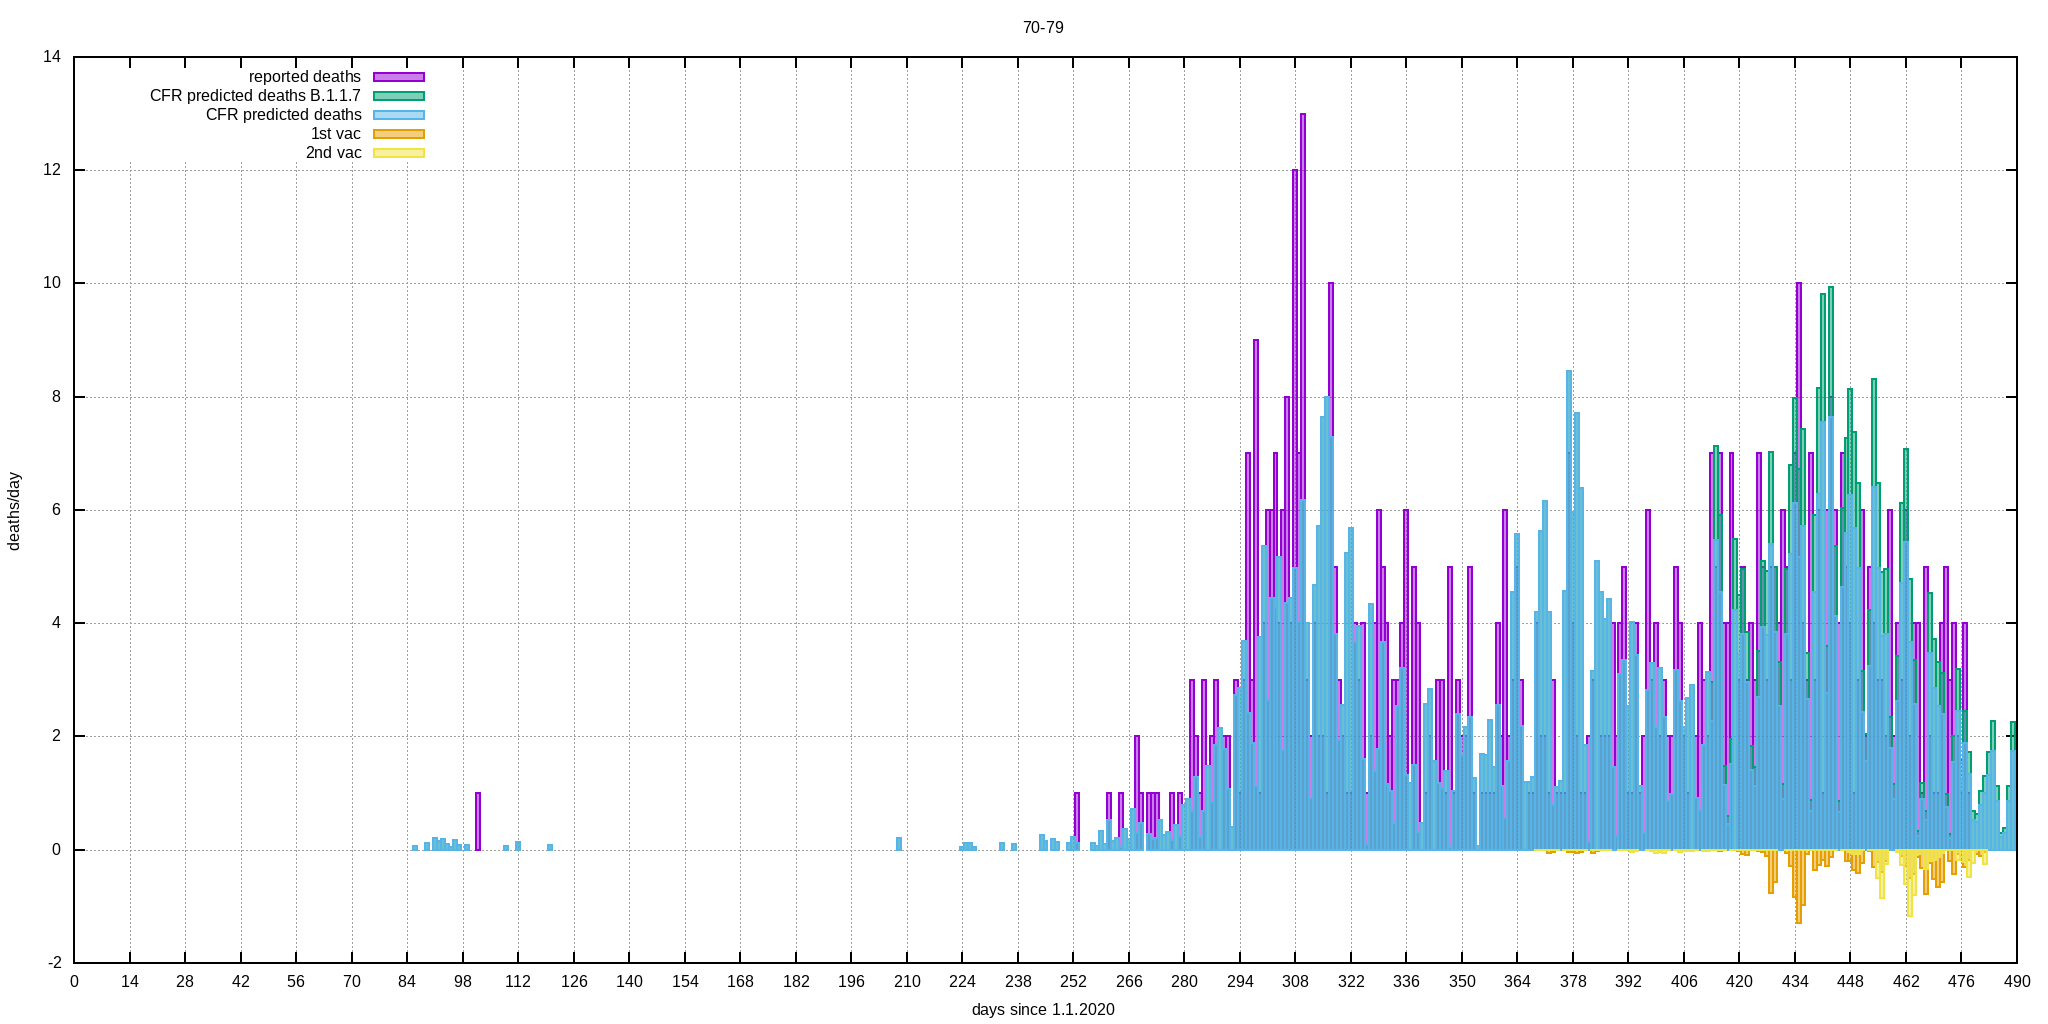 70-79
14
reported deaths
CFR predicted deaths B.1.1.7
CFR predicted deaths
1st vac
2nd vac
12
10
8
6
deaths/day
4
2
0
-2
0 14 28 42 56 70 84 98 112 126 140 154 168 182 196 210 224 238 252 266 280 294 308 322 336 350 364 378 392 406 420 434 448 462 476 490
days since 1.1.2020